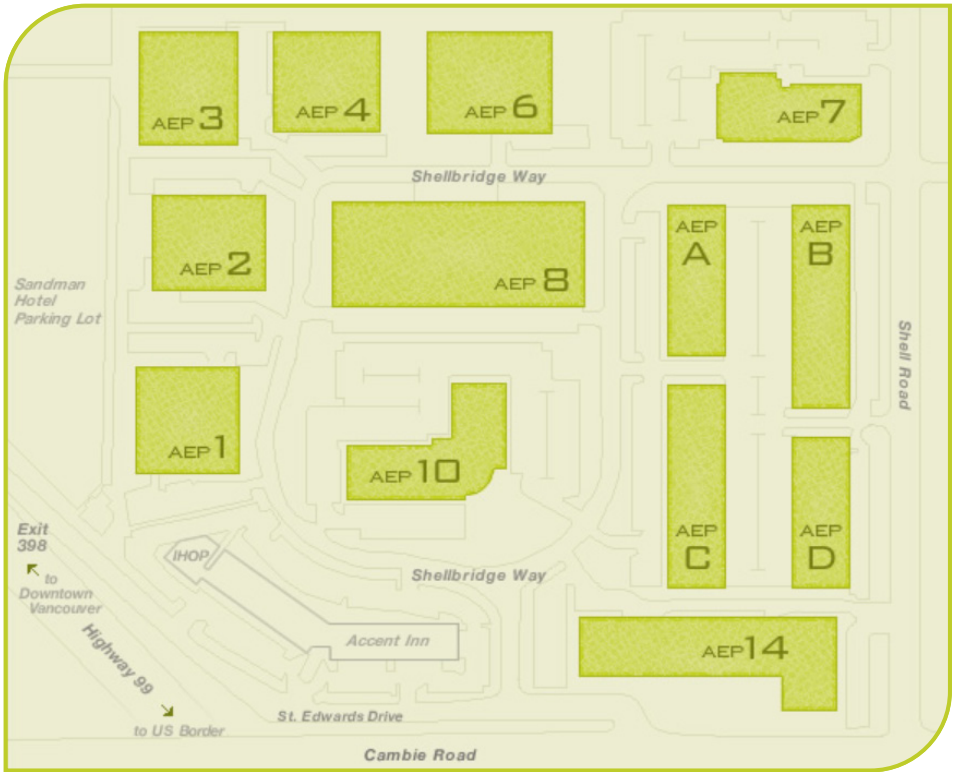 AEP 3
AEP 4
AEP 6
AEP 7
Shellbridge Way
AEP 2
AEP 8
AEP
A
AEP
B
Sandman
Hotel
Parking Lot
Shell Road
AEP 1
AEP 10
Exit
398
to
Downtown
Vancouver
IHOP
Shellbridge Way
AEP
C
AEP
D
Highway 99
Accent Inn
AEP 14
to US Border
St. Edwards Drive
Cambie Road